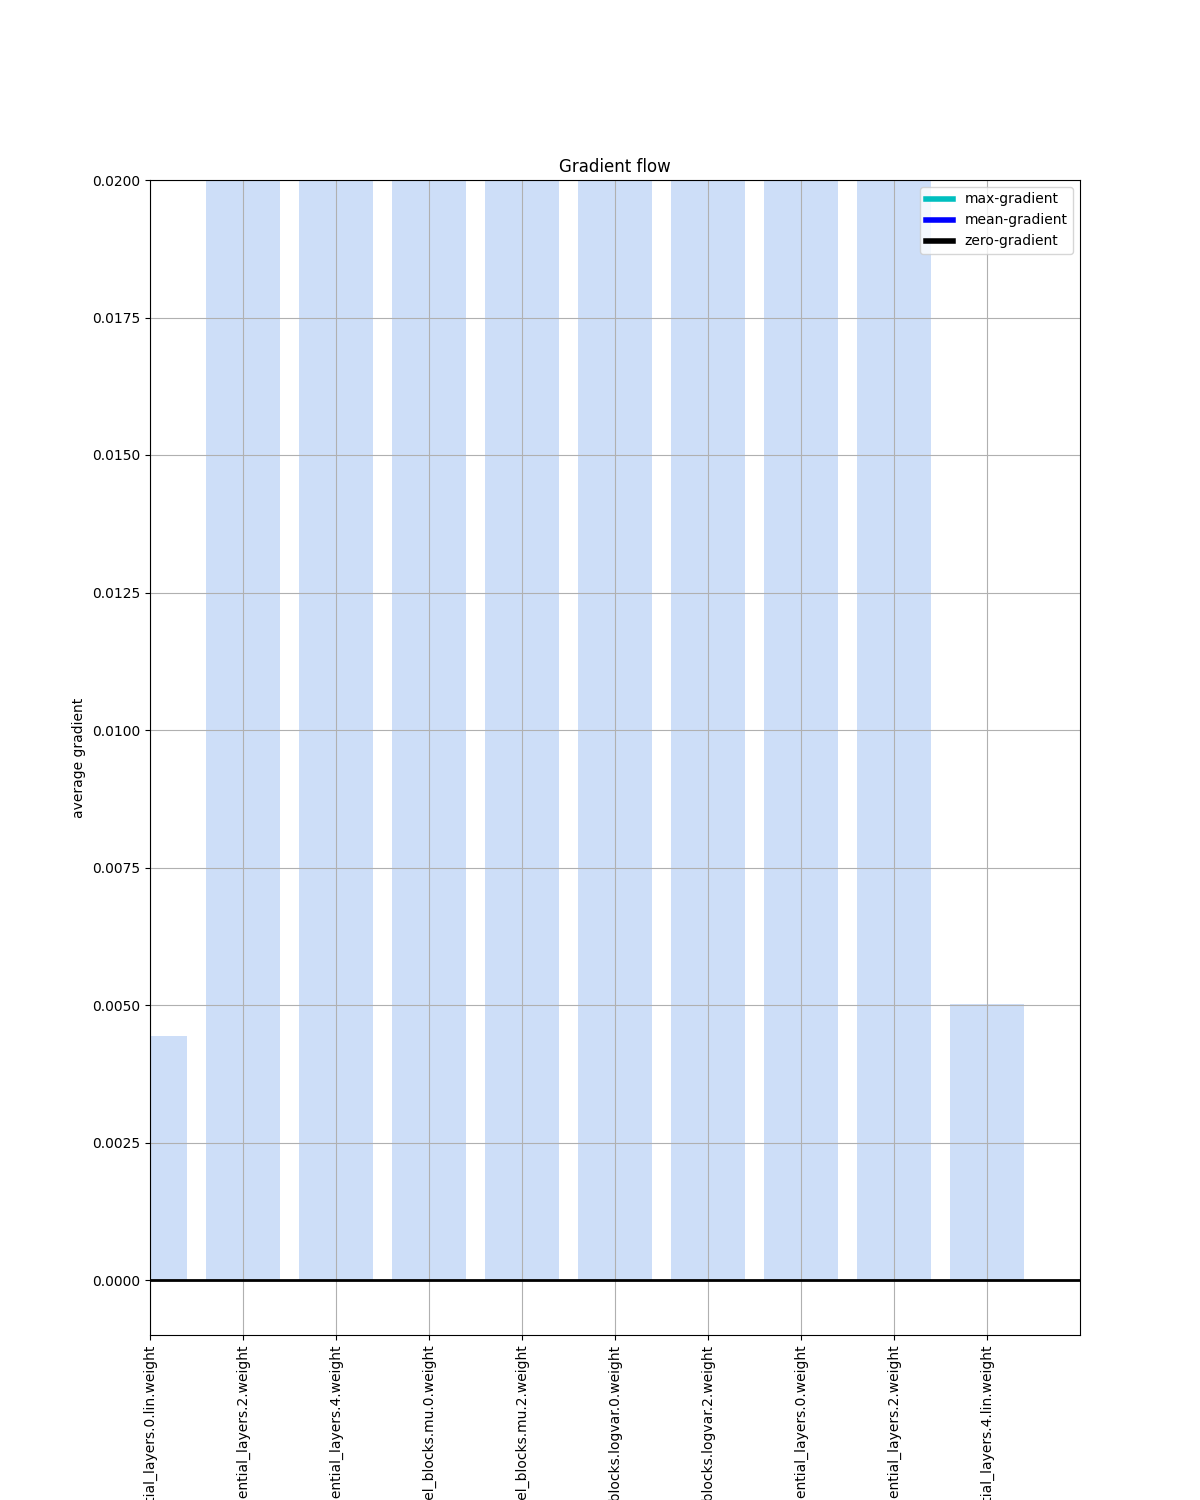 Gradient flow
max-gradient
mean-gradient
zero-gradient
0.0200
0.0175
0.0150
0.0125
0.0100
0.0075
0.0050
0.0025
0.0000
average gradient
tial_layers.0.lin.weight
ential_layers.2.weight
ential_layers.4.weight
el_blocks.mu.0.weight
el_blocks.mu.2.weight
blocks.logvar.0.weight
blocks.logvar.2.weight
ential_layers.0.weight
ential_layers.2.weight
tial_layers.4.lin.weight